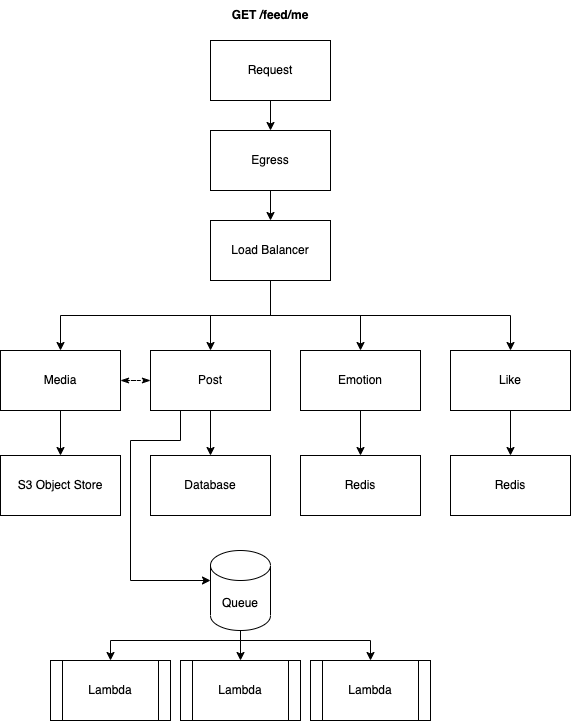 GET /feed/me
Request
Egress
Load Balancer
Media
Post
Emotion
Like
S3 Object Store
Database
Redis
Redis
Queue
Lambda
Lambda
Lambda